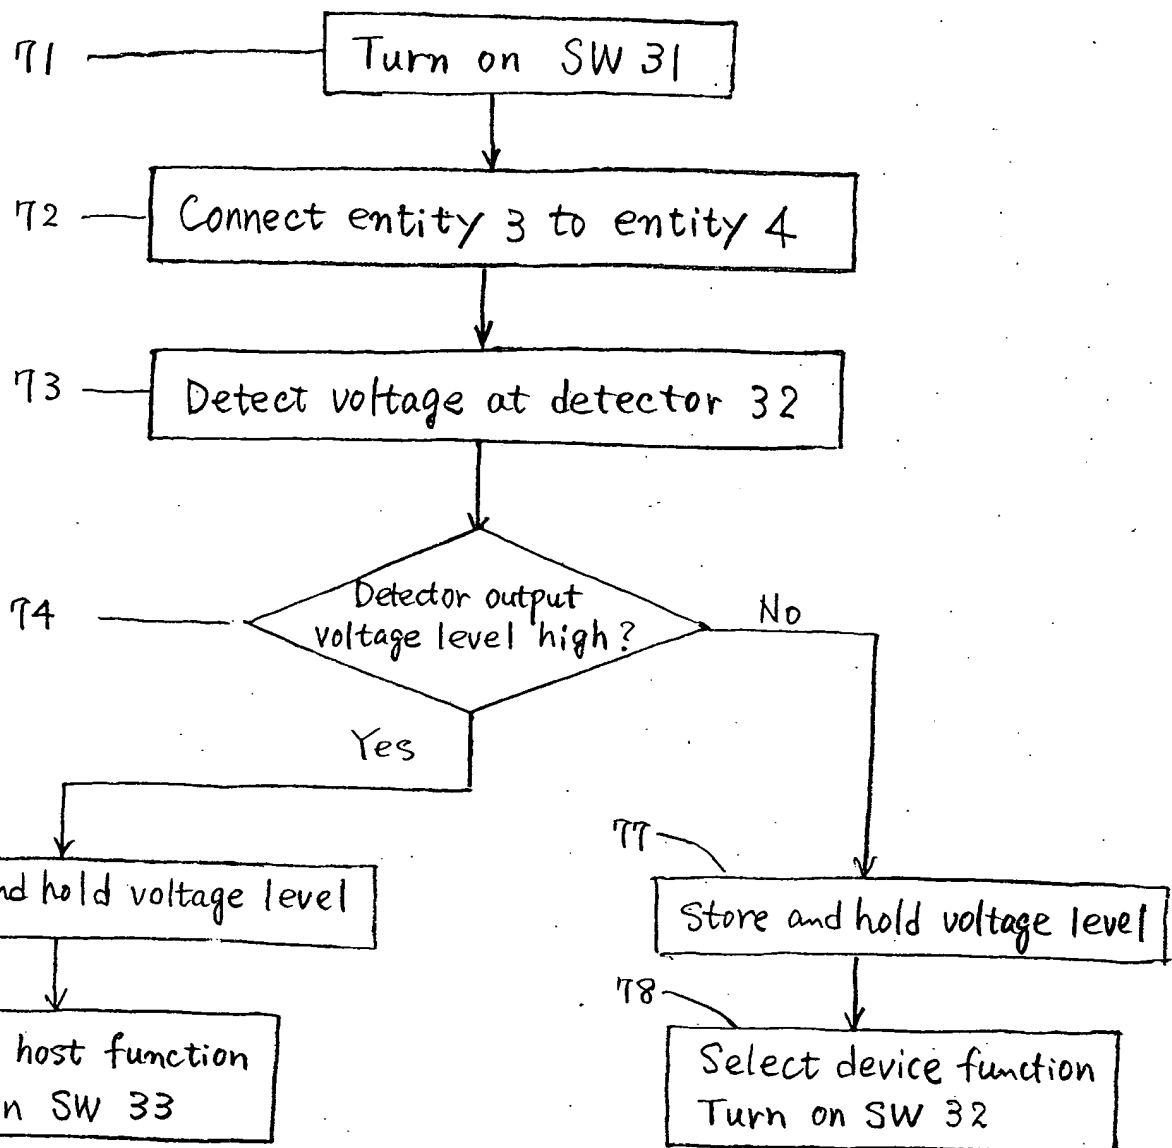 71
Turn on SW 31
72
Connect entity 3 to entity 4
73
Detect voltage at detector 32
74
Detector output
voltage level high?
No
Yes
77
hold voltage level
Store and hold voltage level
78
host function
SW 33
Select device function
Turn on SW 32